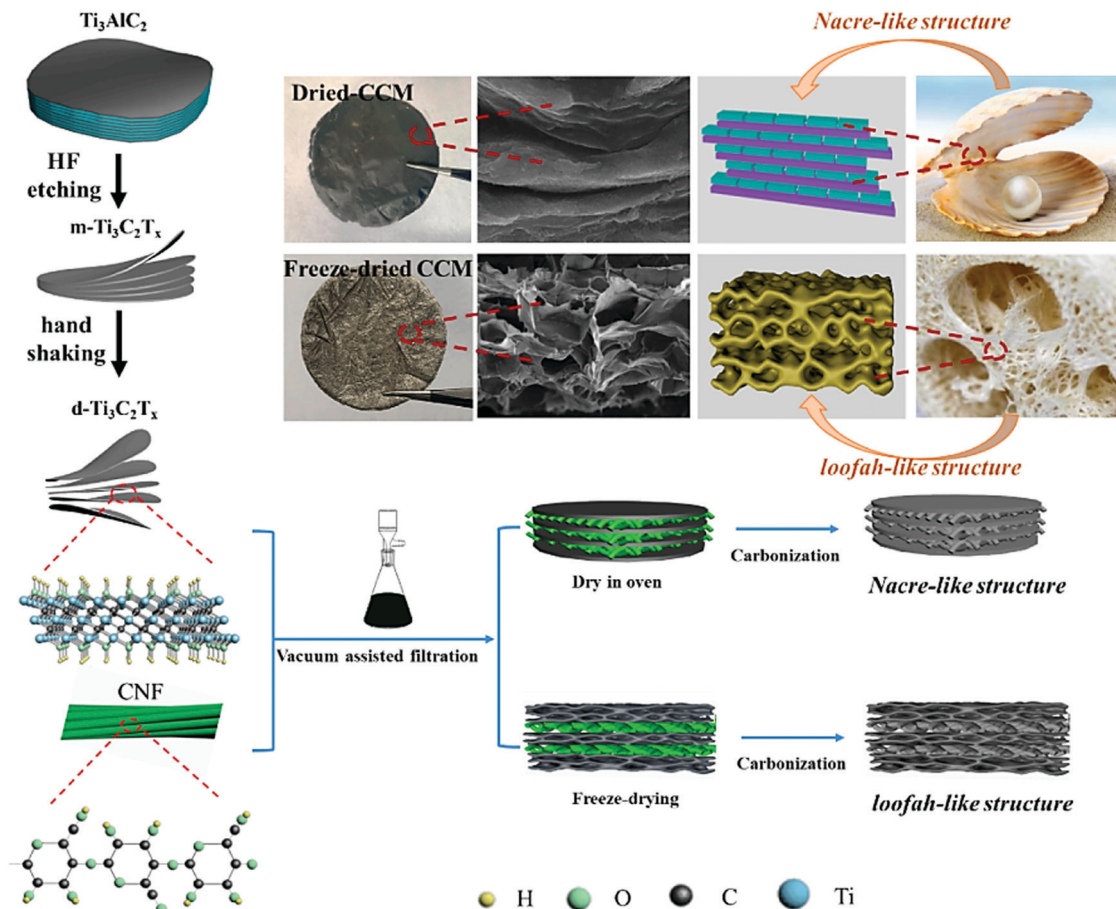 Ti₃AlC₂
HF
etching
m-Ti₃C₂Tₓ
hand
shaking
d-Ti₃C₂Tₓ
CNF
Nacre-like structure
Dried-CCM
Freeze-dried CCM
loofah-like structure
Vacuum assisted filtration
Dry in oven
Carbonization
Nacre-like structure
Freeze-drying
Carbonization
loofah-like structure
H O C Ti